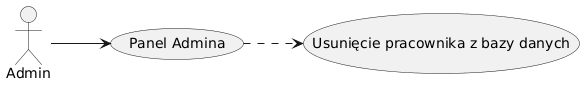 Panel Admina
Usunięcie pracownika z bazy danych
Admin